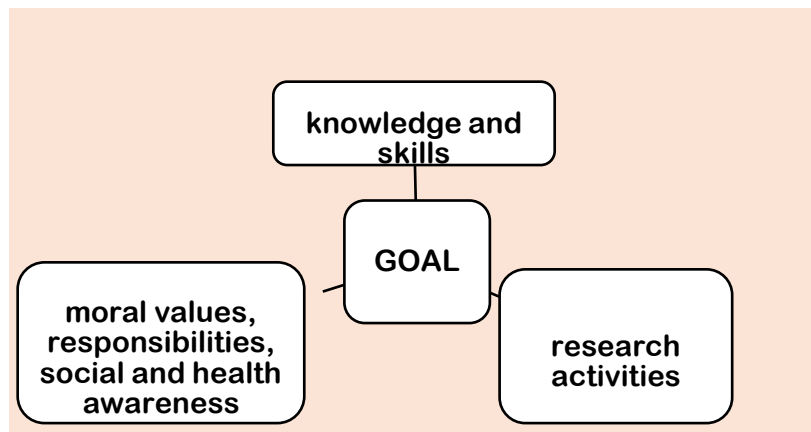 knowledge and
skills
GOAL
moral values,
responsibilities,
social and health
awareness
research
activities